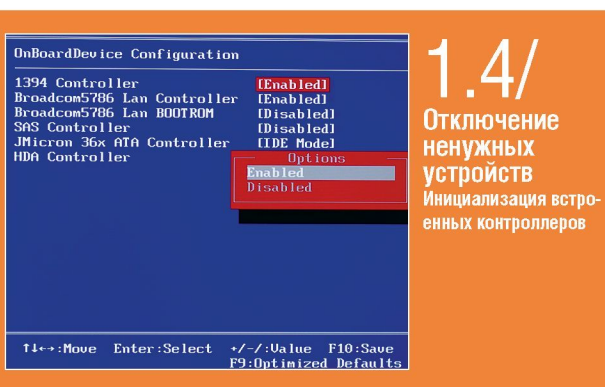 OnBoardDevice Configuration
1394 Controller [Enabled]
Broadcom5786 Lan Controller [Enabled]
Broadcom5786 Lan BOOTROM [Disabled]
SAS Controller [Disabled]
JMicron 36x ATA Controller [IDE Mode]
HDA Controller
Options
Enabled
Disabled
↑↓←→:Move Enter:Select +/-/:Value F10:Save
F9:Optimized Defaults
1.4/
Отключение
ненужных
устройств
Инициализация встро-
енных контроллеров